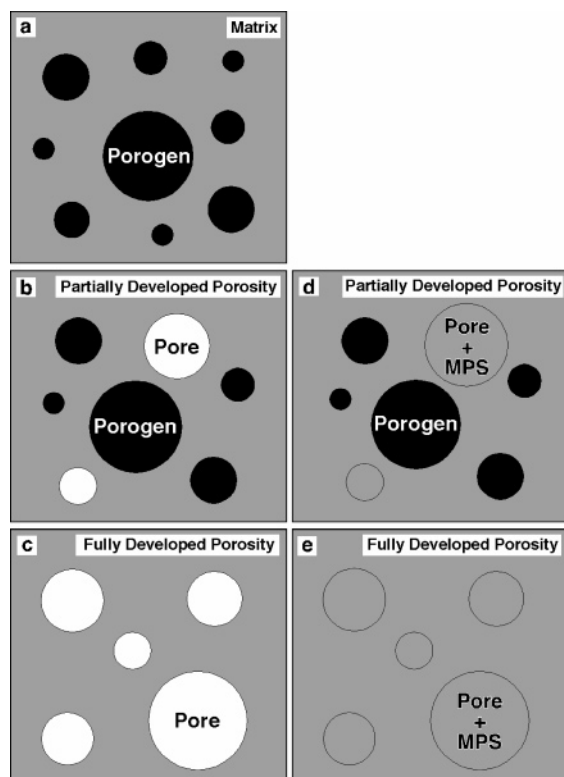 a
Matrix
Porogen
b
Partially Developed Porosity
Pore
Porogen
d
Partially Developed Porosity
Pore
+
MPS
Porogen
c
Fully Developed Porosity
Pore
e
Fully Developed Porosity
Pore
+
MPS